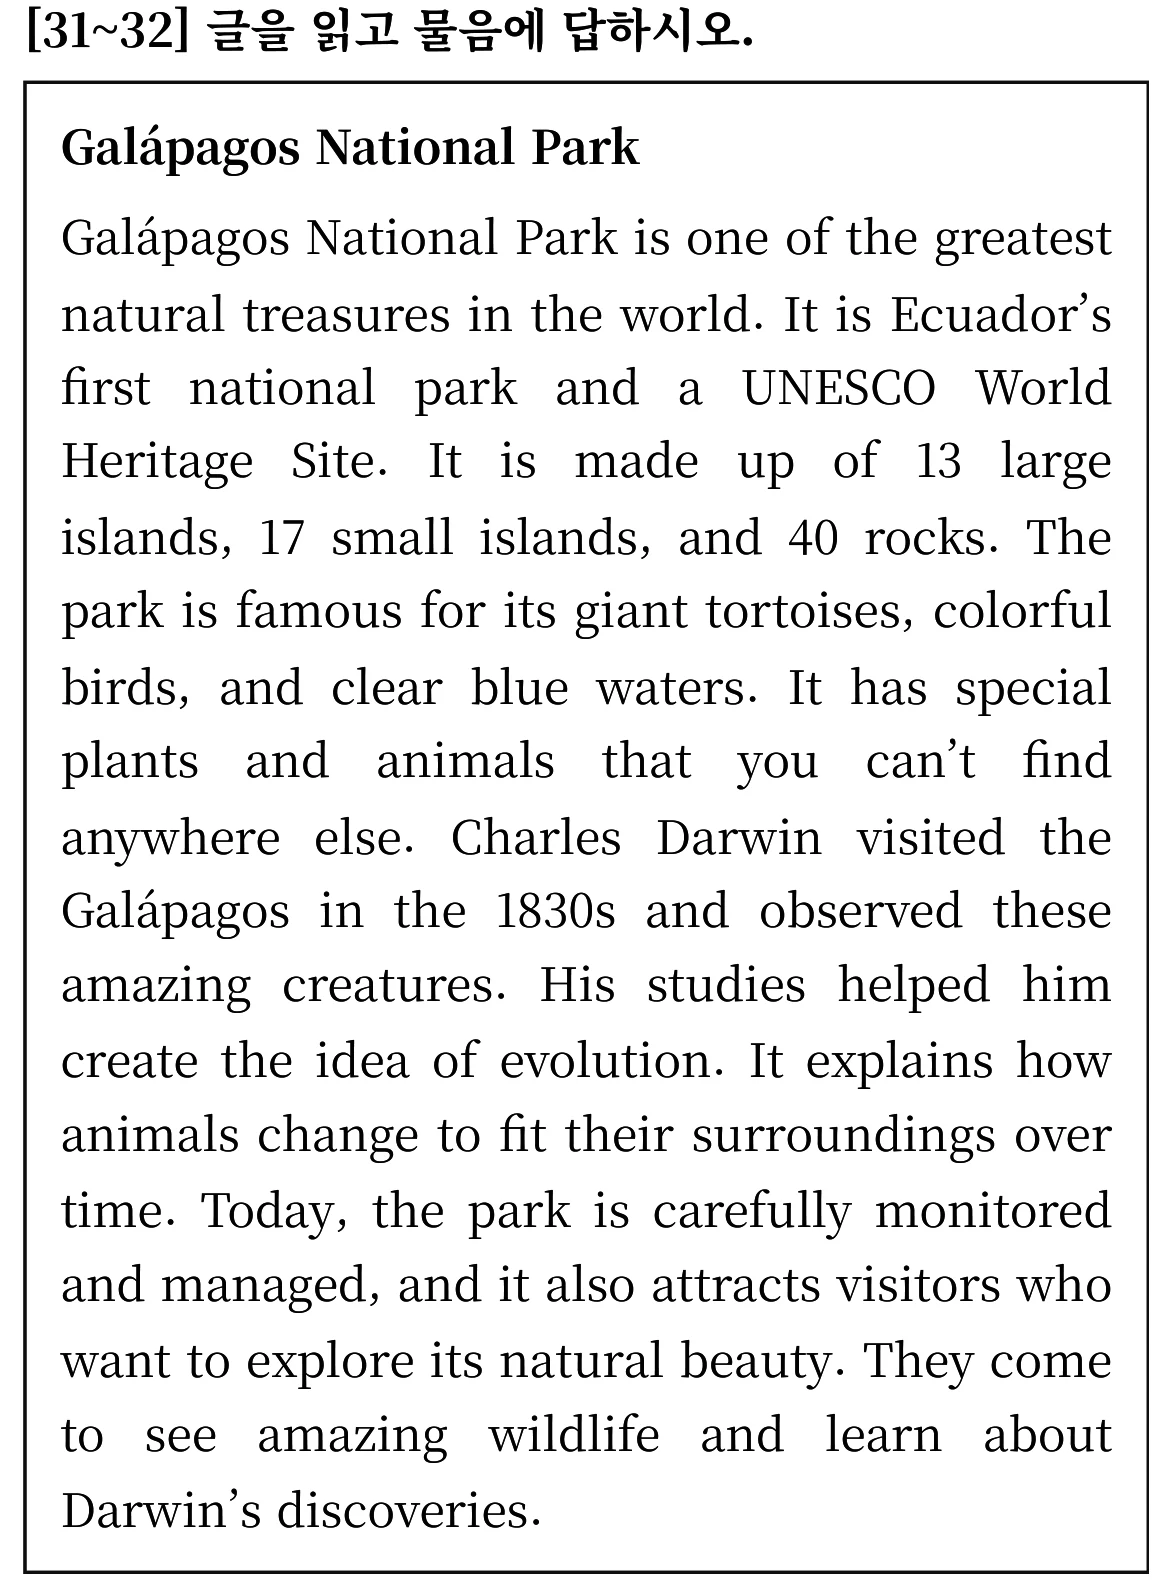 [31~32] 글을 읽고 물음에 답하시오.
Galápagos National Park
Galápagos National Park is one of the greatest
natural treasures in the world. It is Ecuador’s
first national park and a UNESCO World
Heritage Site. It is made up of 13 large
islands, 17 small islands, and 40 rocks. The
park is famous for its giant tortoises, colorful
birds, and clear blue waters. It has special
plants and animals that you can’t find
anywhere else. Charles Darwin visited the
Galápagos in the 1830s and observed these
amazing creatures. His studies helped him
create the idea of evolution. It explains how
animals change to fit their surroundings over
time. Today, the park is carefully monitored
and managed, and it also attracts visitors who
want to explore its natural beauty. They come
to see amazing wildlife and learn about
Darwin’s discoveries.